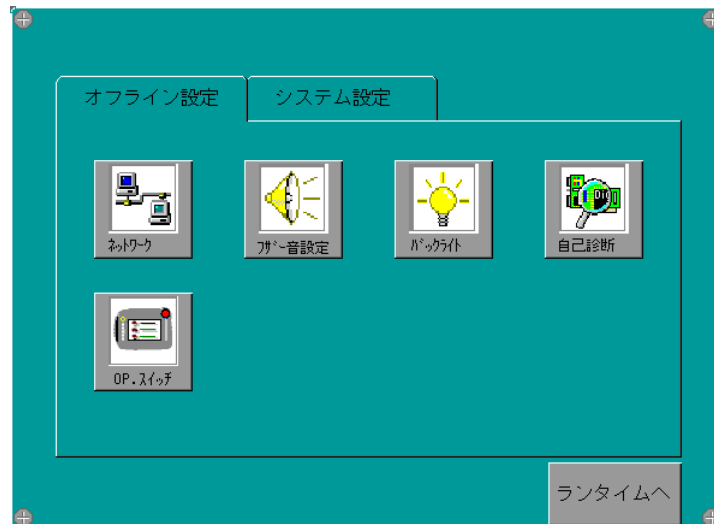 オフライン設定
システム設定
ﾈｯﾄﾜｰｸ
ﾌｻﾞｰ音設定
ﾊﾞｯｸﾗｲﾄ
自己診断
OP.ｽｲｯﾁ
ランタイムへ